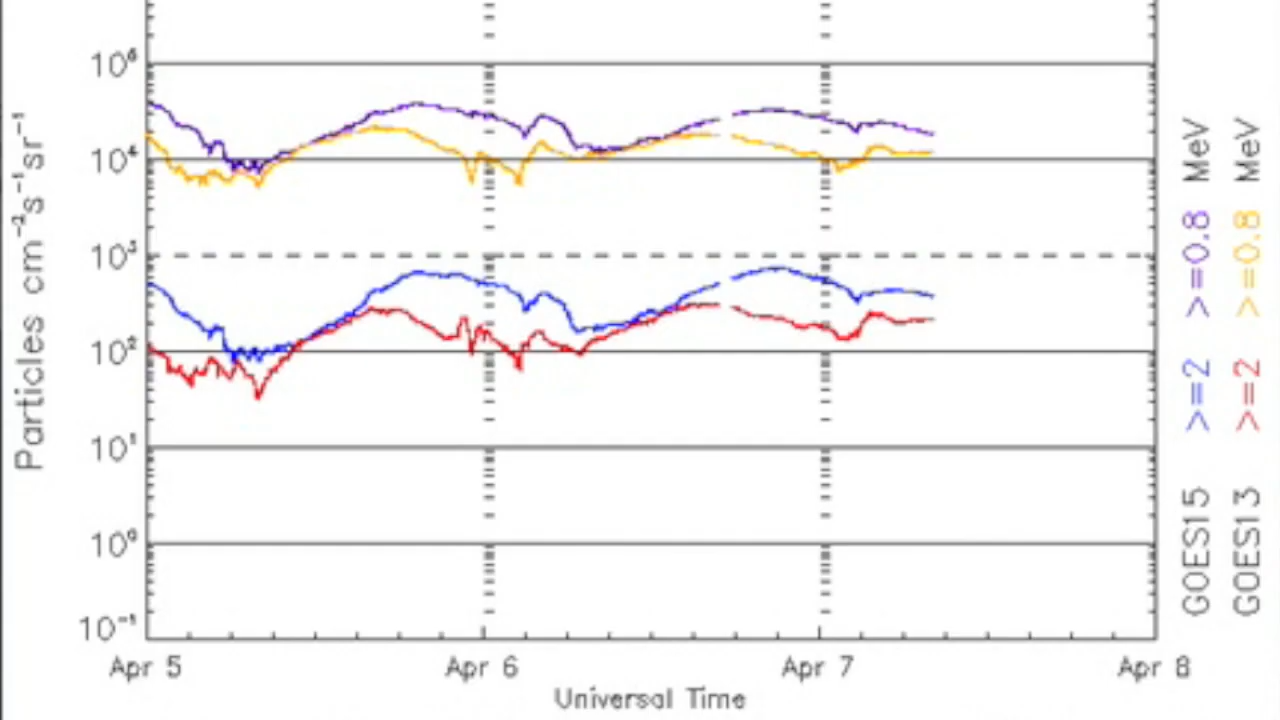 10⁵
10⁴
10³
10²
10¹
10⁰
10⁻¹
Particles cm⁻²s⁻¹sr⁻¹
Apr 5 Apr 6 Apr 7 Apr 8
Universal Time
GOES15 >=2 >=0.8 MeV
GOES13 >=2 >=0.8 MeV